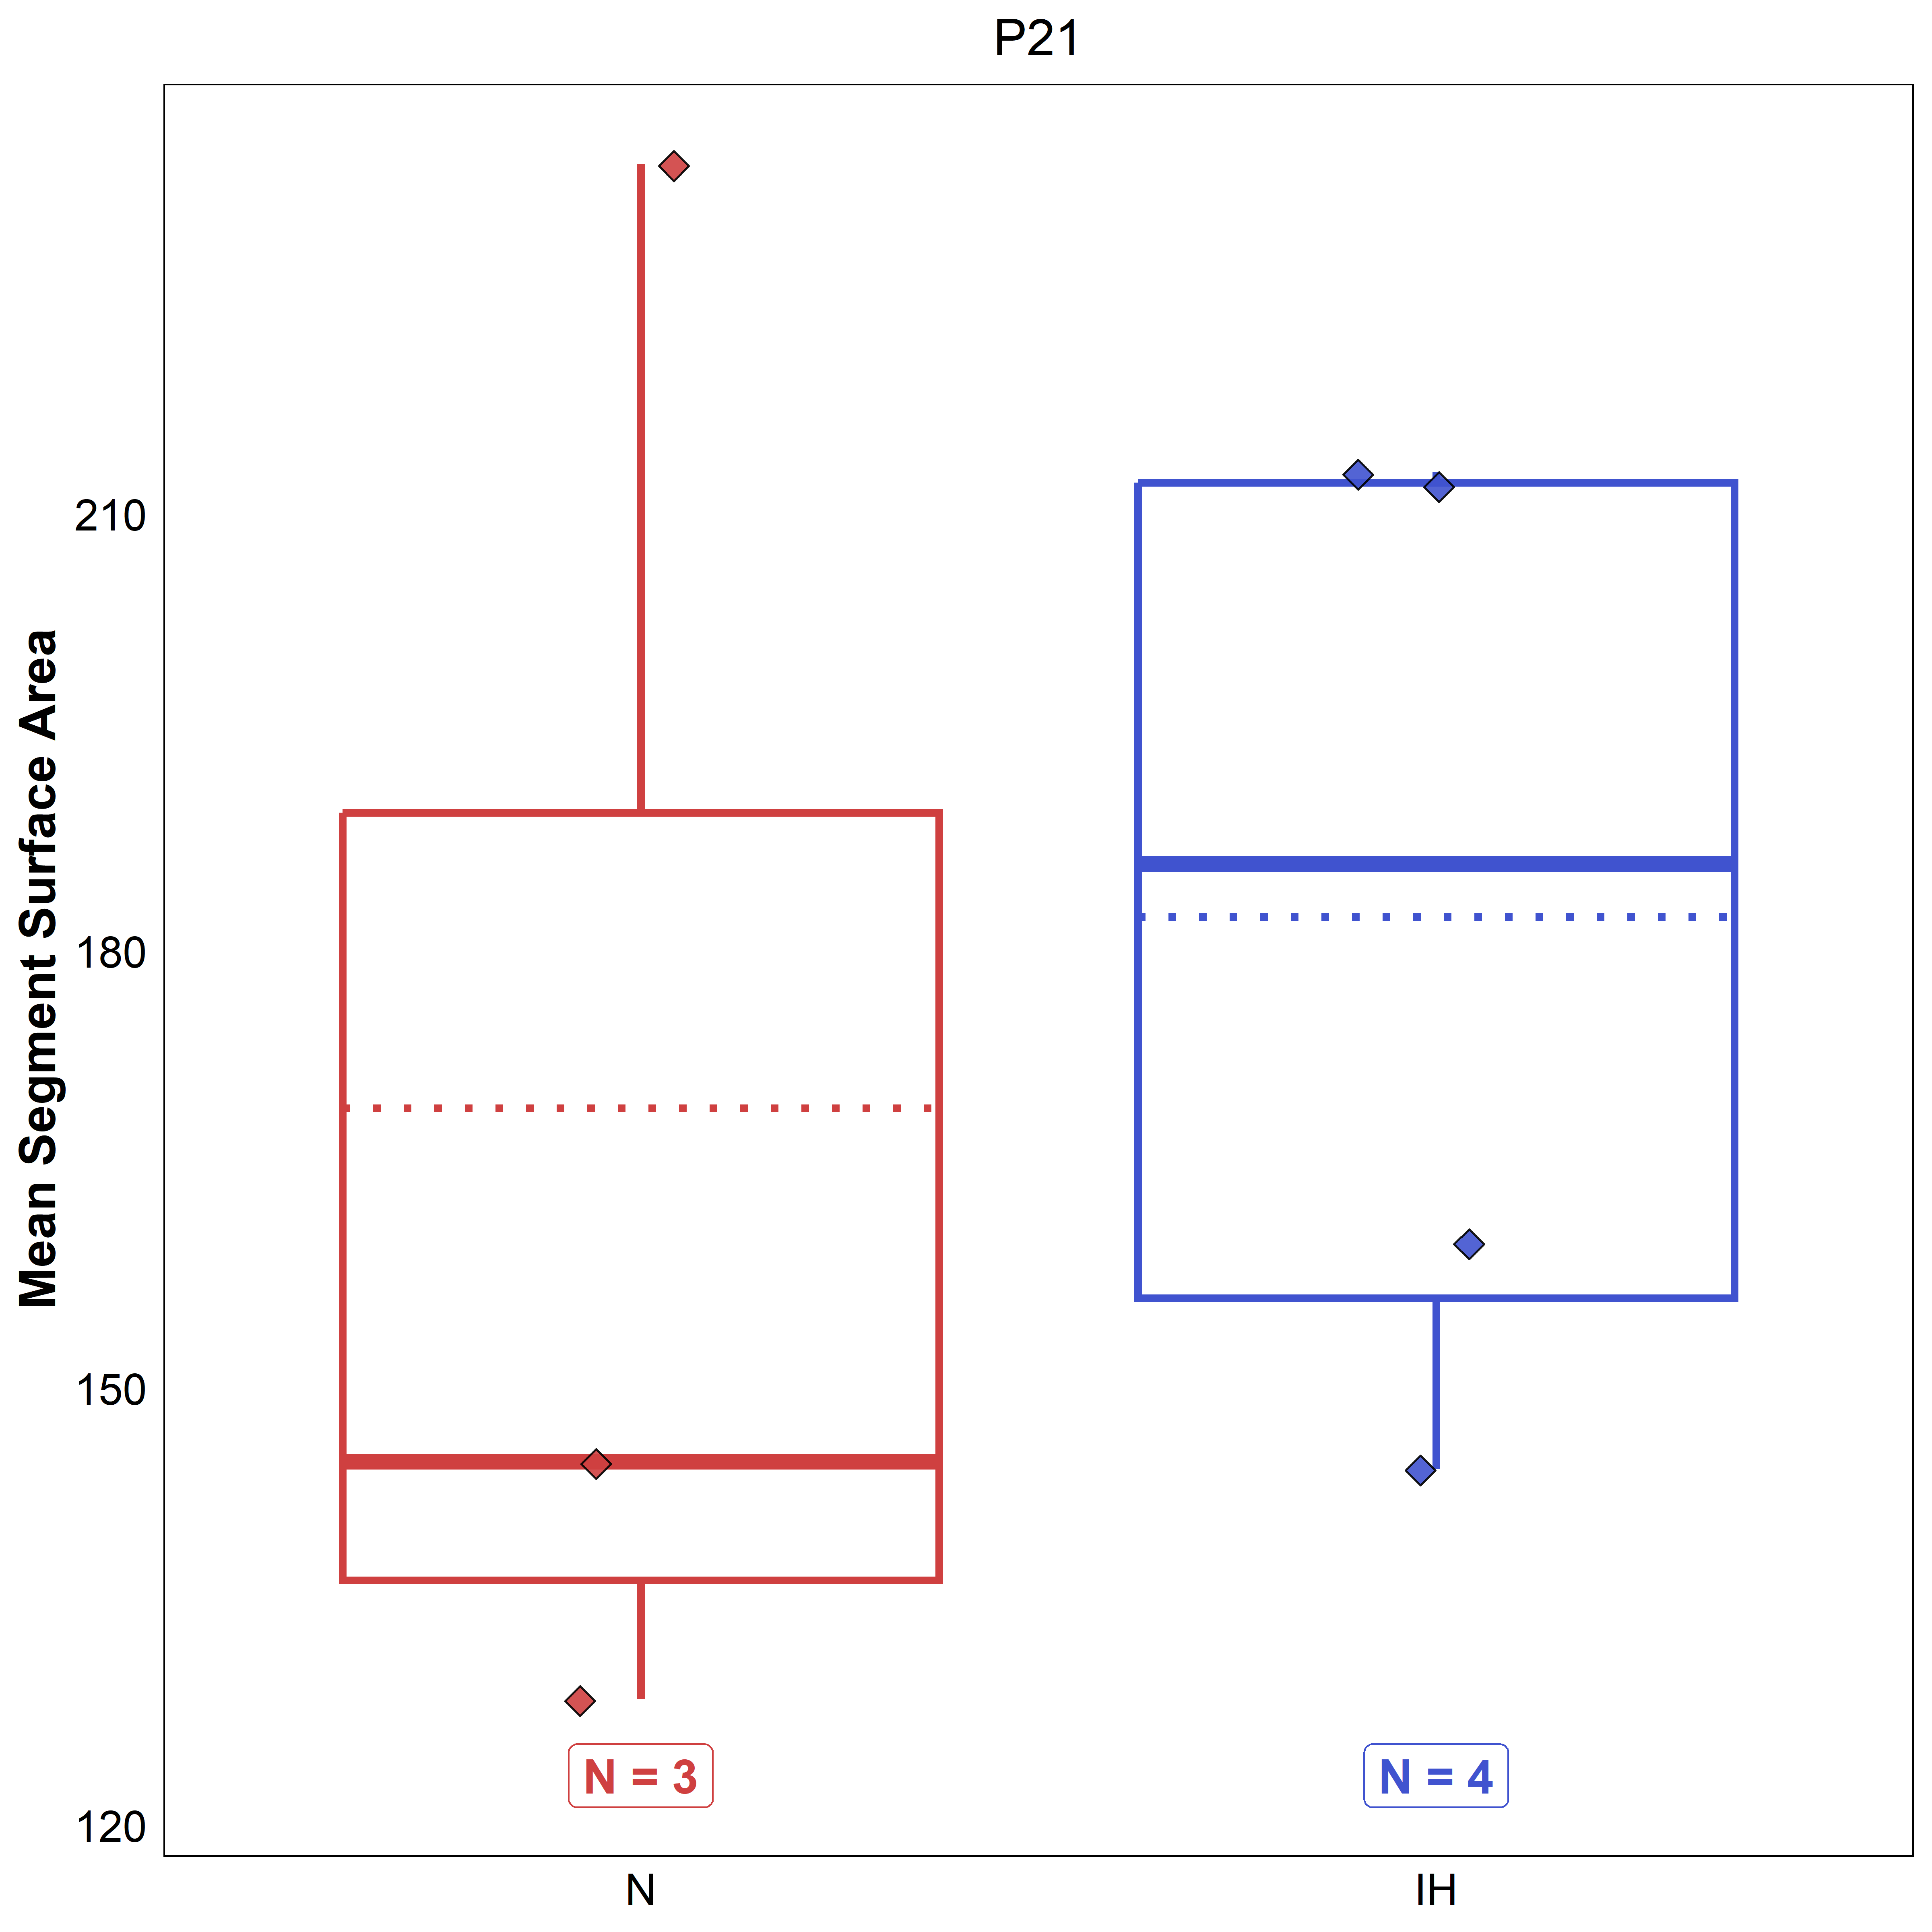 P21
Mean Segment Surface Area
210
180
150
120
N = 3
N = 4
N
IH